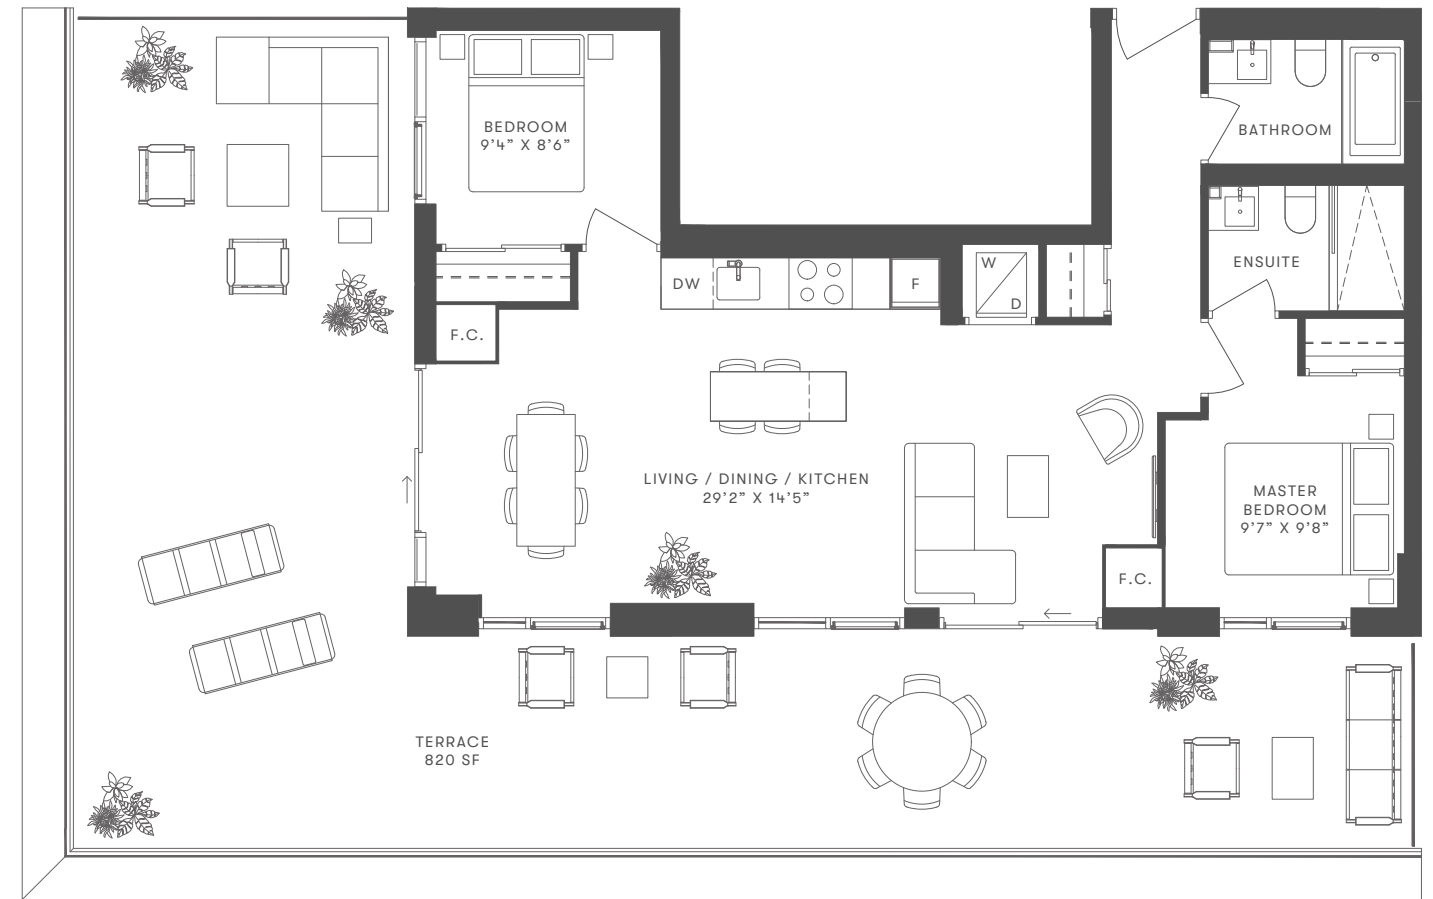 BEDROOM
9’4” X 8’6”
BATHROOM
ENSUITE
W
D
DW
F
F.C.
LIVING / DINING / KITCHEN
29’2” X 14’5”
MASTER
BEDROOM
9’7” X 9’8”
F.C.
TERRACE
820 SF